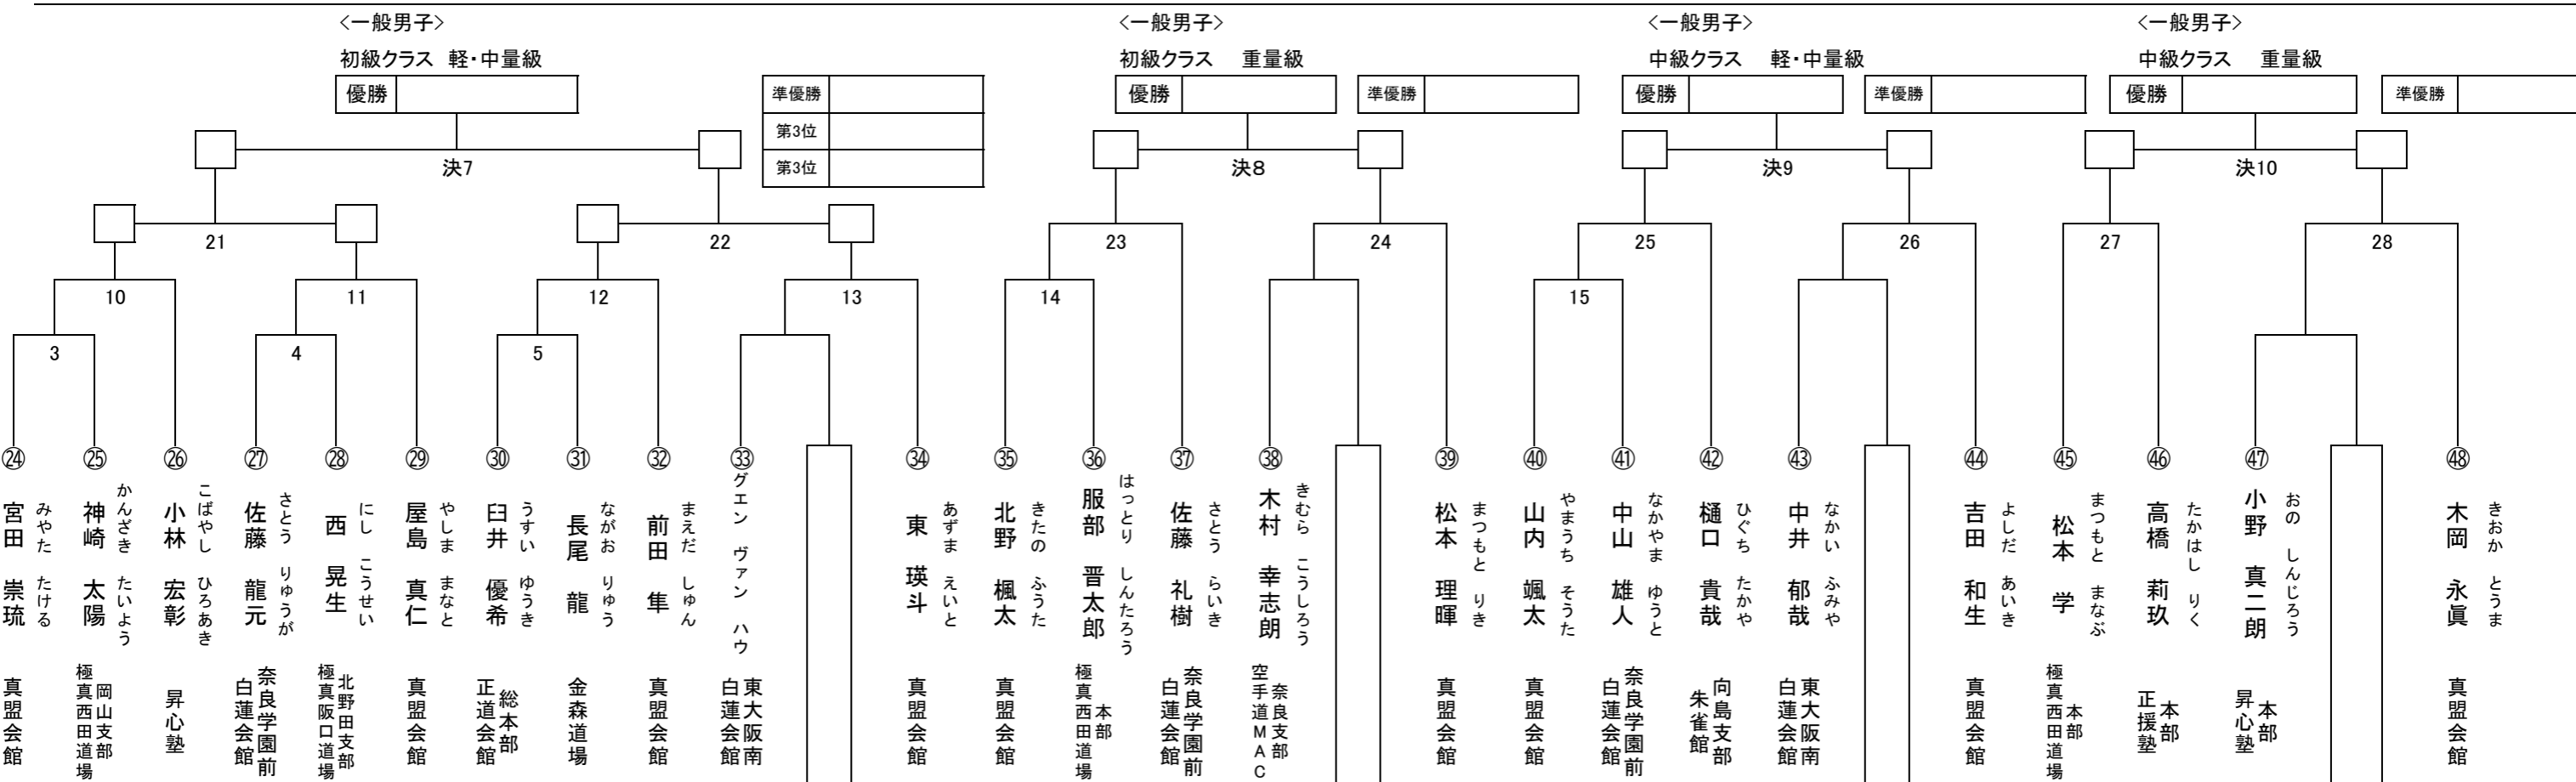 <一般男子>
初級クラス 軽・中量級
優勝
準優勝
第3位
第3位
決7
21
22
10
11
12
13
3
4
5
㉔
宮田 崇琉
みやた たける
真盟会館
㉕
神崎 太陽
かんざき たいよう
極真西田道場
岡山支部
㉖
小林 宏彰
こばやし ひろあき
昇心塾
㉗
佐藤 龍元
さとう りゅうが
白蓮会館
奈良学園前
㉘
西 晃生
にし こうせい
極真阪口道場
北野田支部
㉙
屋島 真仁
やしま まなと
真盟会館
㉚
臼井 優希
うすい ゆうき
正道会館
総本部
㉛
長尾 龍
ながお りゅう
金森道場
㉜
前田 隼
まえだ しゅん
真盟会館
㉝
グエン ヴァン ハウ
白蓮会館
東大阪南
㉞
東 瑛斗
あずま えいと
真盟会館
<一般男子>
初級クラス 重量級
優勝
準優勝
決8
23
24
14
㉟
北野 楓太
きたの ふうた
真盟会館
㊱
服部 晋太郎
はっとり しんたろう
極真西田道場
本部
㊲
佐藤 礼樹
さとう らいき
白蓮会館
奈良学園前
㊳
木村 幸志朗
きむら こうしろう
空手道MAC
奈良支部
㊴
松本 理暉
まつもと りき
真盟会館
<一般男子>
中級クラス 軽・中量級
優勝
準優勝
決9
25
26
15
㊵
山内 颯太
やまうち そうた
真盟会館
㊶
中山 雄人
なかやま ゆうと
白蓮会館
奈良学園前
㊷
樋口 貴哉
ひぐち たかや
朱雀館
向島支部
㊸
中井 郁哉
なかい ふみや
白蓮会館
東大阪南
㊹
吉田 和生
よしだ あいき
真盟会館
<一般男子>
中級クラス 重量級
優勝
準優勝
決10
27
28
㊺
松本 学
まつもと まなぶ
極真西田道場
本部
㊻
高橋 莉玖
たかはし りく
正援塾
本部
㊼
小野 真二朗
おの しんじろう
昇心塾
本部
㊽
木岡 永眞
きおか とうま
真盟会館